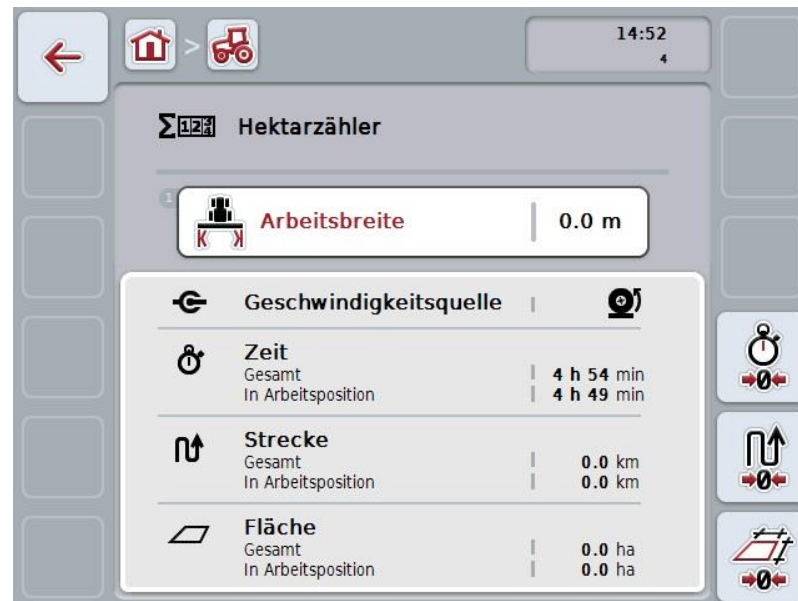 14:52
4
Hektarzähler
1
Arbeitsbreite 0.0 m
Geschwindigkeitsquelle
Zeit
Gesamt 4 h 54 min
In Arbeitsposition 4 h 49 min
Strecke
Gesamt 0.0 km
In Arbeitsposition 0.0 km
Fläche
Gesamt 0.0 ha
In Arbeitsposition 0.0 ha